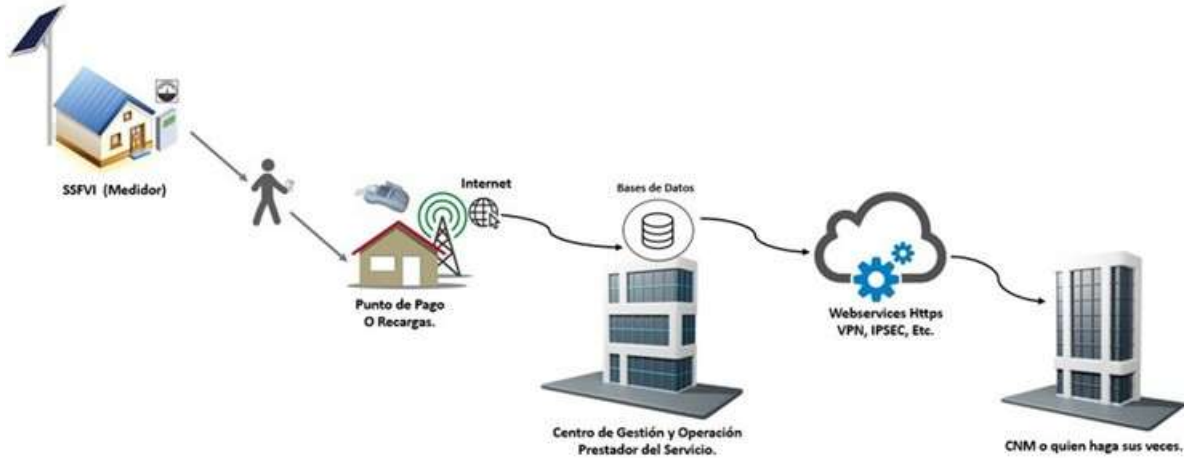 SSFVI (Medidor)
Internet
Punto de Pago
O Recargas.
Bases de Datos
Centro de Gestión y Operación
Prestador del Servicio.
Webservices Https
VPN, IPSEC, Etc.
CNM o quien haga sus veces.